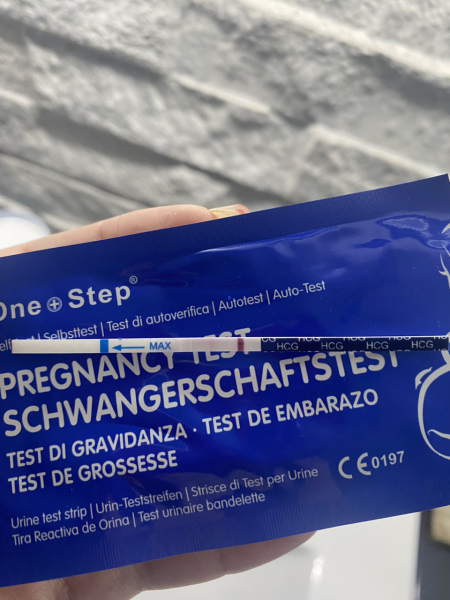 One + Step®
Selbsttest | Test di autoverifica | Autotest | Auto-Test
MAX
HCG HCG HCG HCG
PREGNANCY TEST
SCHWANGERSCHAFTSTEST
TEST DI GRAVIDANZA · TEST DE EMBARAZO
TEST DE GROSSESSE
CE 0197
Urine test strip | Urin-Teststreifen | Strisce di Test per Urine
Tira Reactiva de Orina | Test urinaire bandelette